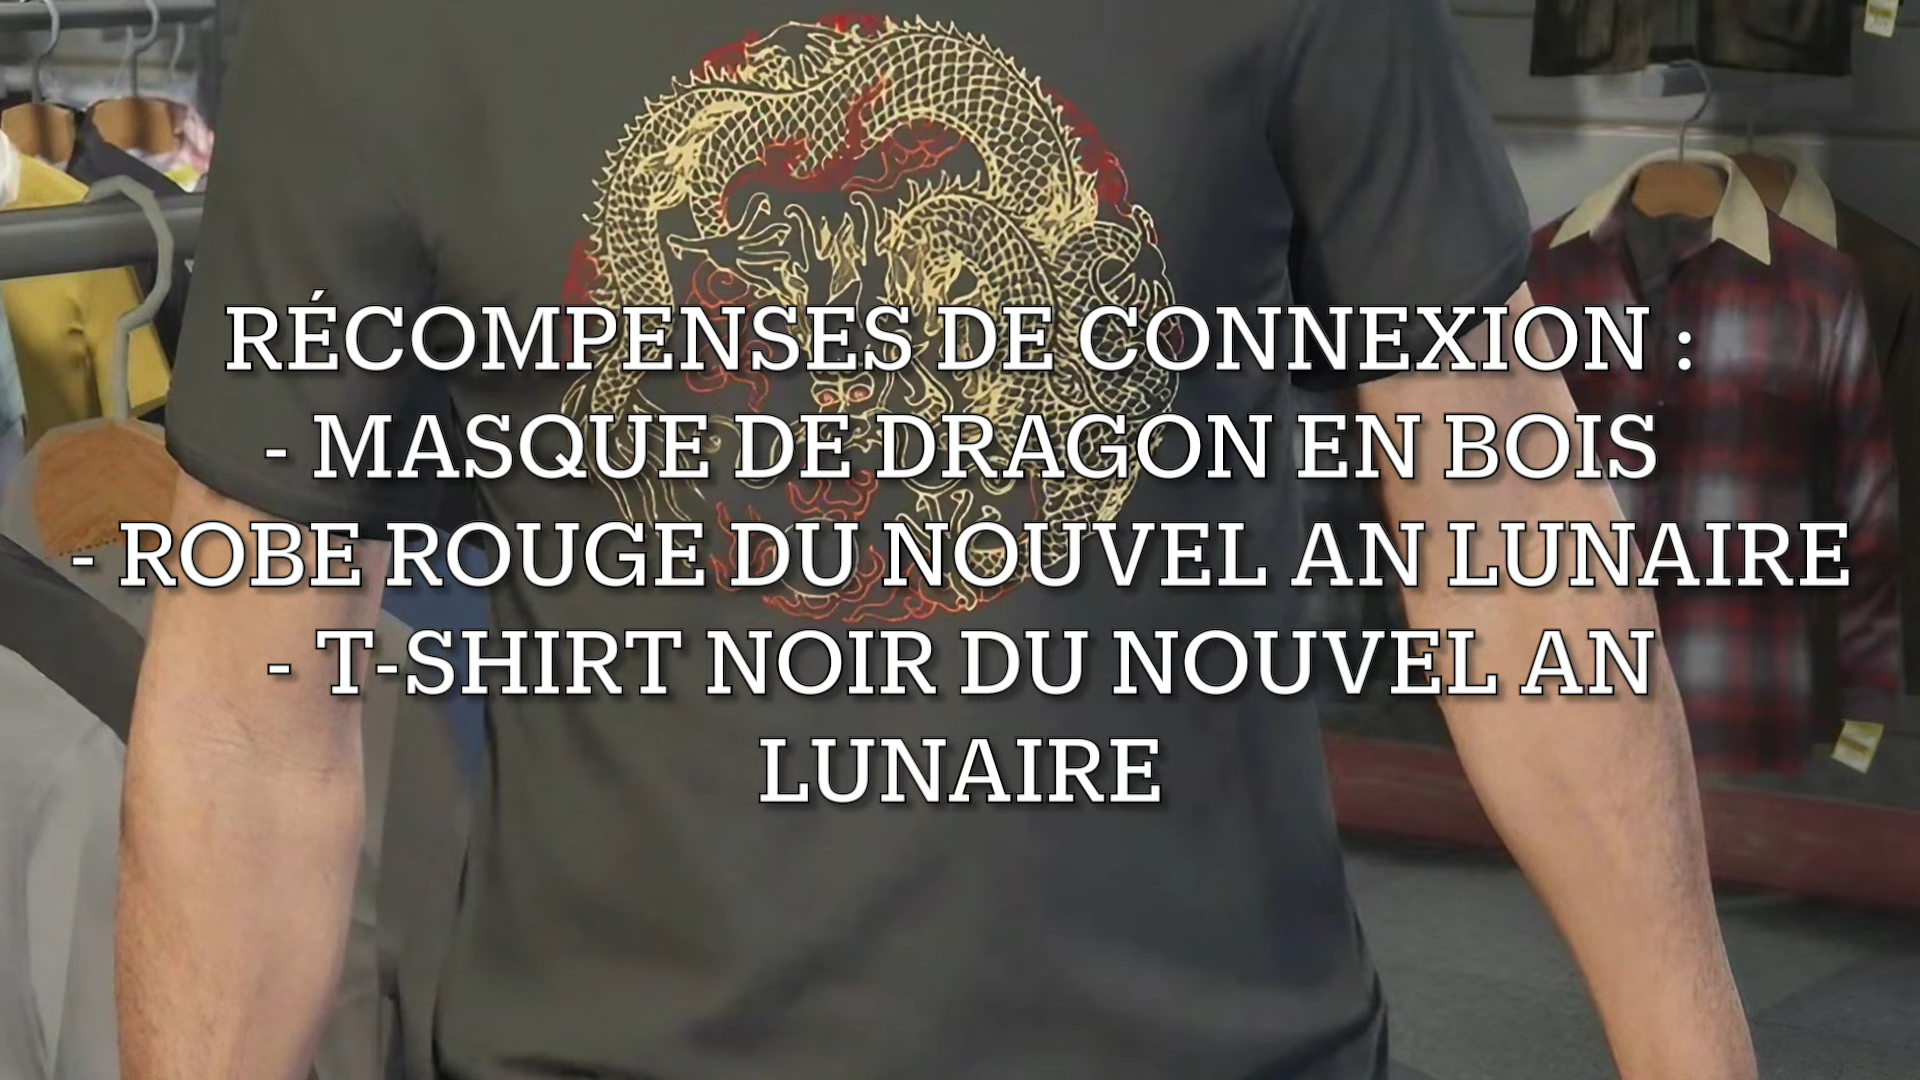 RÉCOMPENSES DE CONNEXION :
- MASQUE DE DRAGON EN BOIS
- ROBE ROUGE DU NOUVEL AN LUNAIRE
- T-SHIRT NOIR DU NOUVEL AN
LUNAIRE